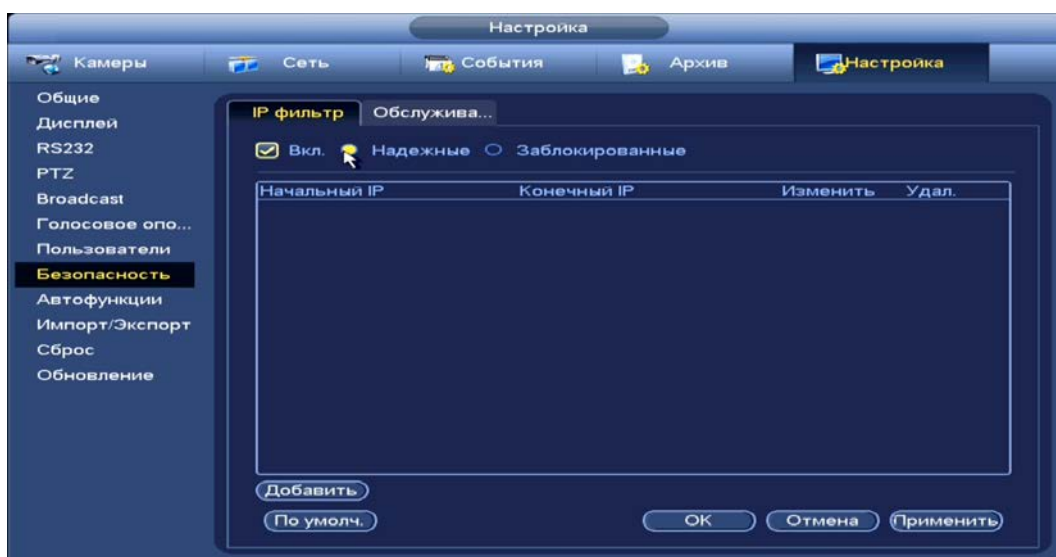 Настройка
Камеры Сеть События Архив Настройка
Общие
Дисплей
RS232
PTZ
Broadcast
Голосовое опо...
Пользователи
Безопасность
Автофункции
Импорт/Экспорт
Сброс
Обновление
IP фильтр Обслужива...
Вкл. Надежные Заблокированные
Начальный IP Конечный IP Изменить Удал.
Добавить
По умолч. OK Отмена Применить